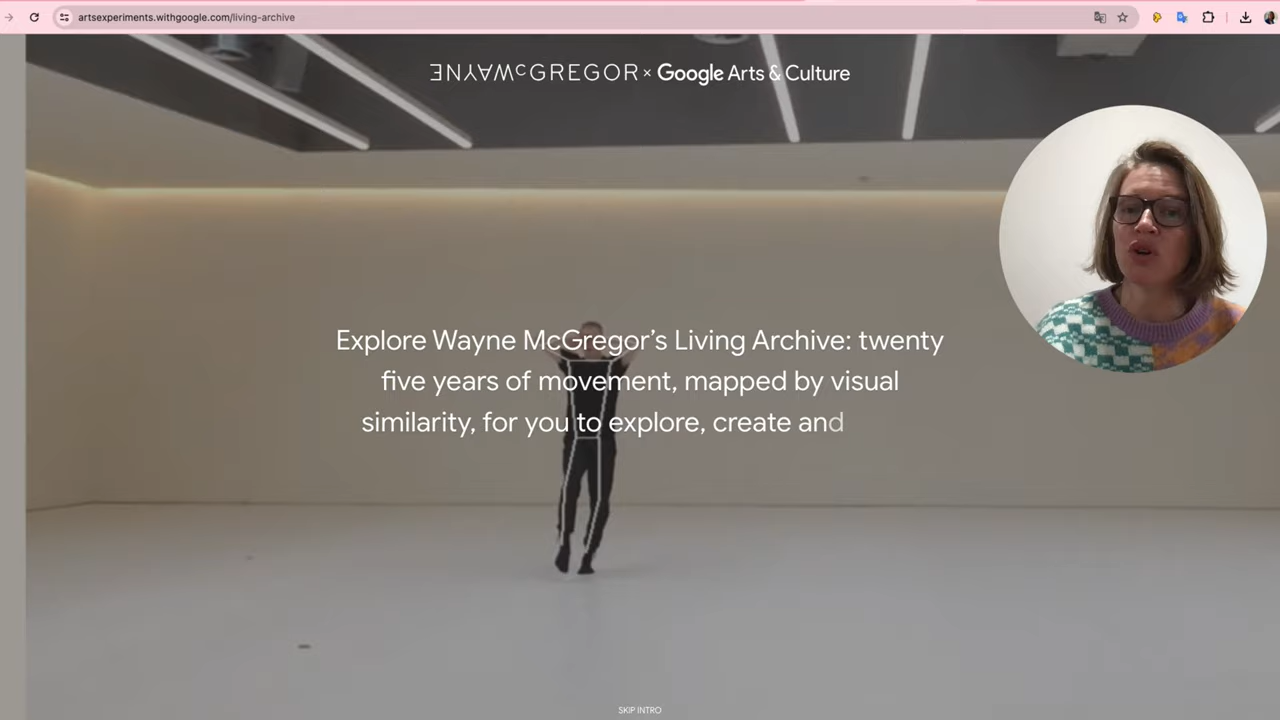 artsexperiments.withgoogle.com/living-archive
ƎNYⱯMcGREGOR × Google Arts & Culture
Explore Wayne McGregor’s Living Archive: twenty
five years of movement, mapped by visual
similarity, for you to explore, create and
SKIP INTRO